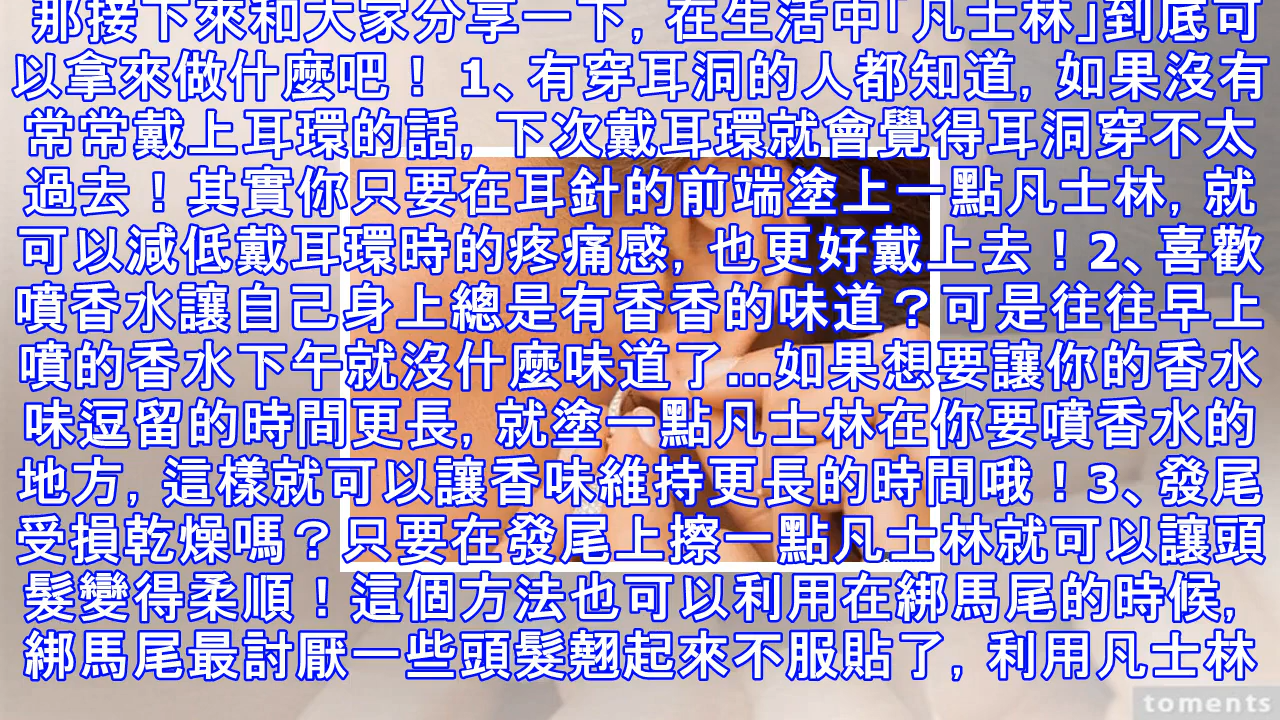 那接下來和大家分享一下, 在生活中「凡士林」到底可
以拿來做什麼吧！ 1、有穿耳洞的人都知道, 如果沒有
常常戴上耳環的話, 下次戴耳環就會覺得耳洞穿不太
過去！其實你只要在耳針的前端塗上一點凡士林, 就
可以減低戴耳環時的疼痛感, 也更好戴上去！2、喜歡
噴香水讓自己身上總是有香香的味道？可是往往早上
噴的香水下午就沒什麼味道了...如果想要讓你的香水
味逗留的時間更長, 就塗一點凡士林在你要噴香水的
地方, 這樣就可以讓香味維持更長的時間哦！3、發尾
受損乾燥嗎？只要在發尾上擦一點凡士林就可以讓頭
髮變得柔順！這個方法也可以利用在綁馬尾的時候,
綁馬尾最討厭一些頭髮翹起來不服貼了, 利用凡士林
toments